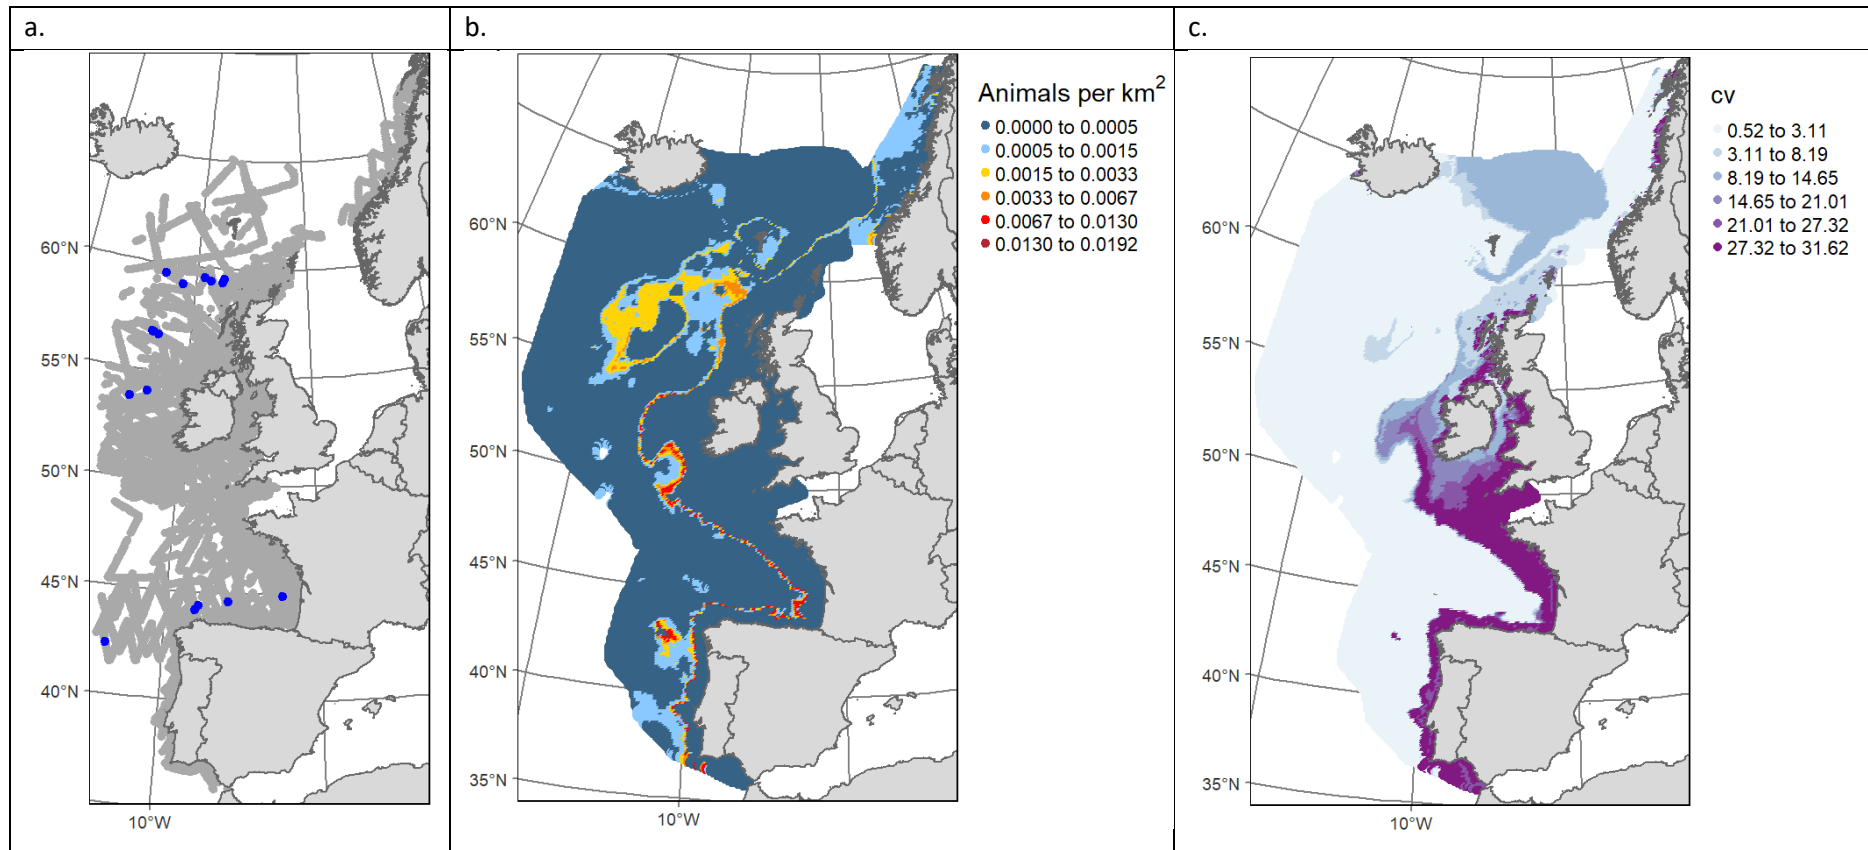 a.
60°N
55°N
50°N
45°N
40°N
10°W
b.
60°N
55°N
50°N
45°N
40°N
35°N
10°W
Animals per km2
0.0000 to 0.0005
0.0005 to 0.0015
0.0015 to 0.0033
0.0033 to 0.0067
0.0067 to 0.0130
0.0130 to 0.0192
c.
60°N
55°N
50°N
45°N
40°N
35°N
10°W
cv
0.52 to 3.11
3.11 to 8.19
8.19 to 14.65
14.65 to 21.01
21.01 to 27.32
27.32 to 31.62